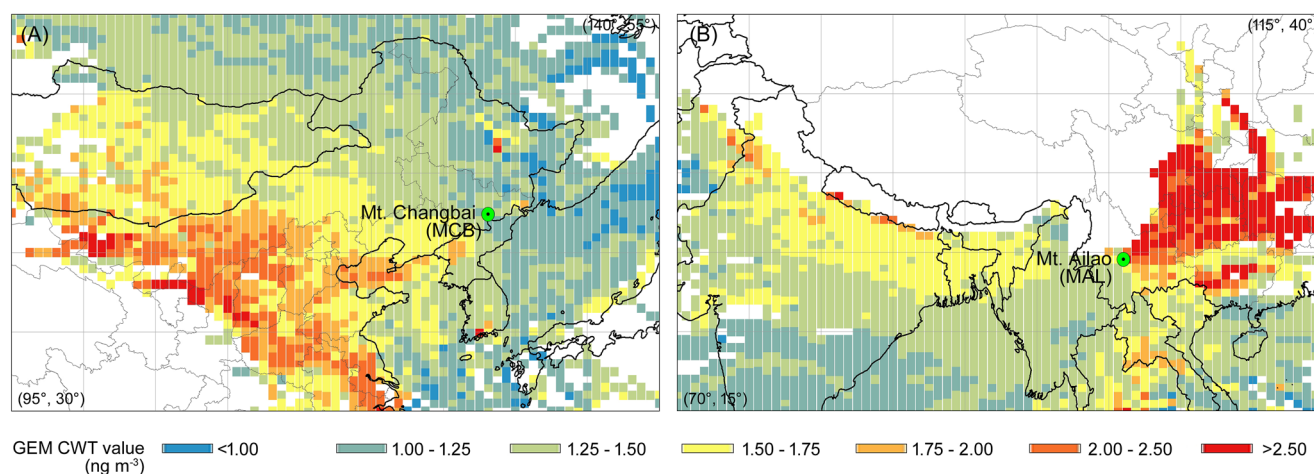 (A)
(140°, 55°)
Mt. Changbai
(MCB)
(95°, 30°)
(B)
(115°, 40°
Mt. Ailao
(MAL)
(70°, 15°)
GEM CWT value
(ng m⁻³)
<1.00
1.00 - 1.25
1.25 - 1.50
1.50 - 1.75
1.75 - 2.00
2.00 - 2.50
>2.50